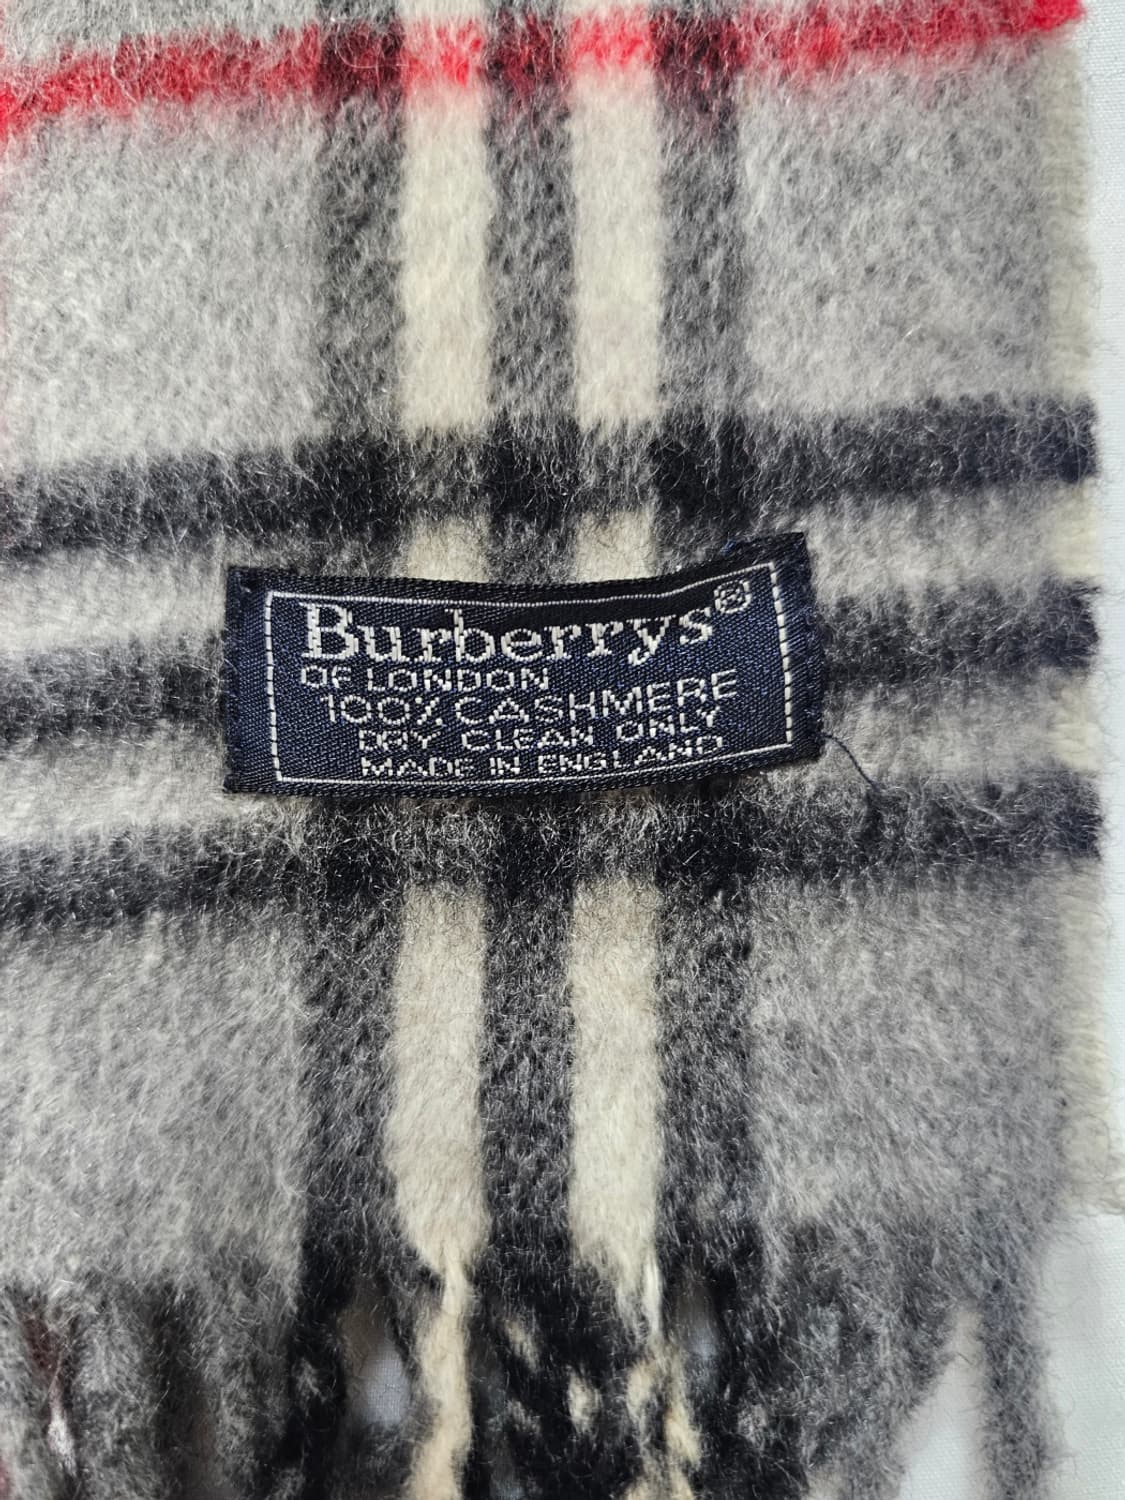 Burberrys®
OF LONDON
100% CASHMERE
DRY CLEAN ONLY
MADE IN ENGLAND